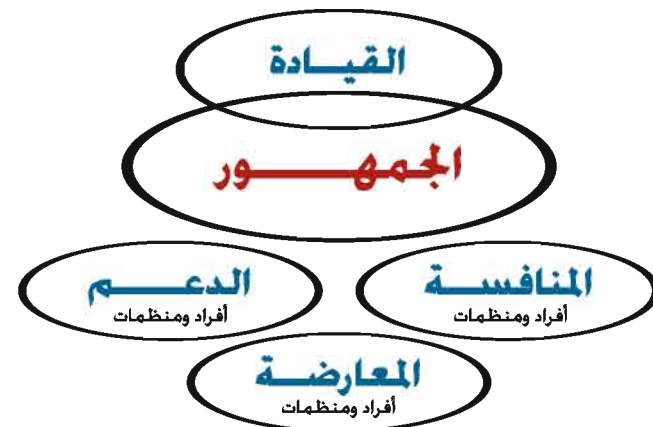 القيادة
الجمهور
المنافسة
أفراد ومنظمات
الدعم
أفراد ومنظمات
المعارضة
أفراد ومنظمات